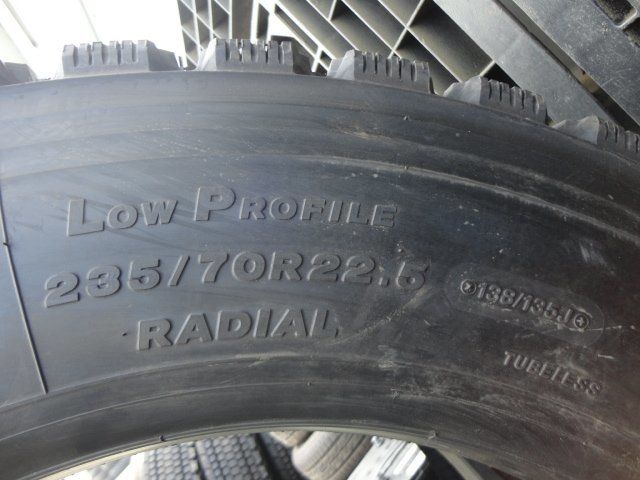 LOW PROFILE
235/70R22.5
138/135J
RADIAL
TUBELESS